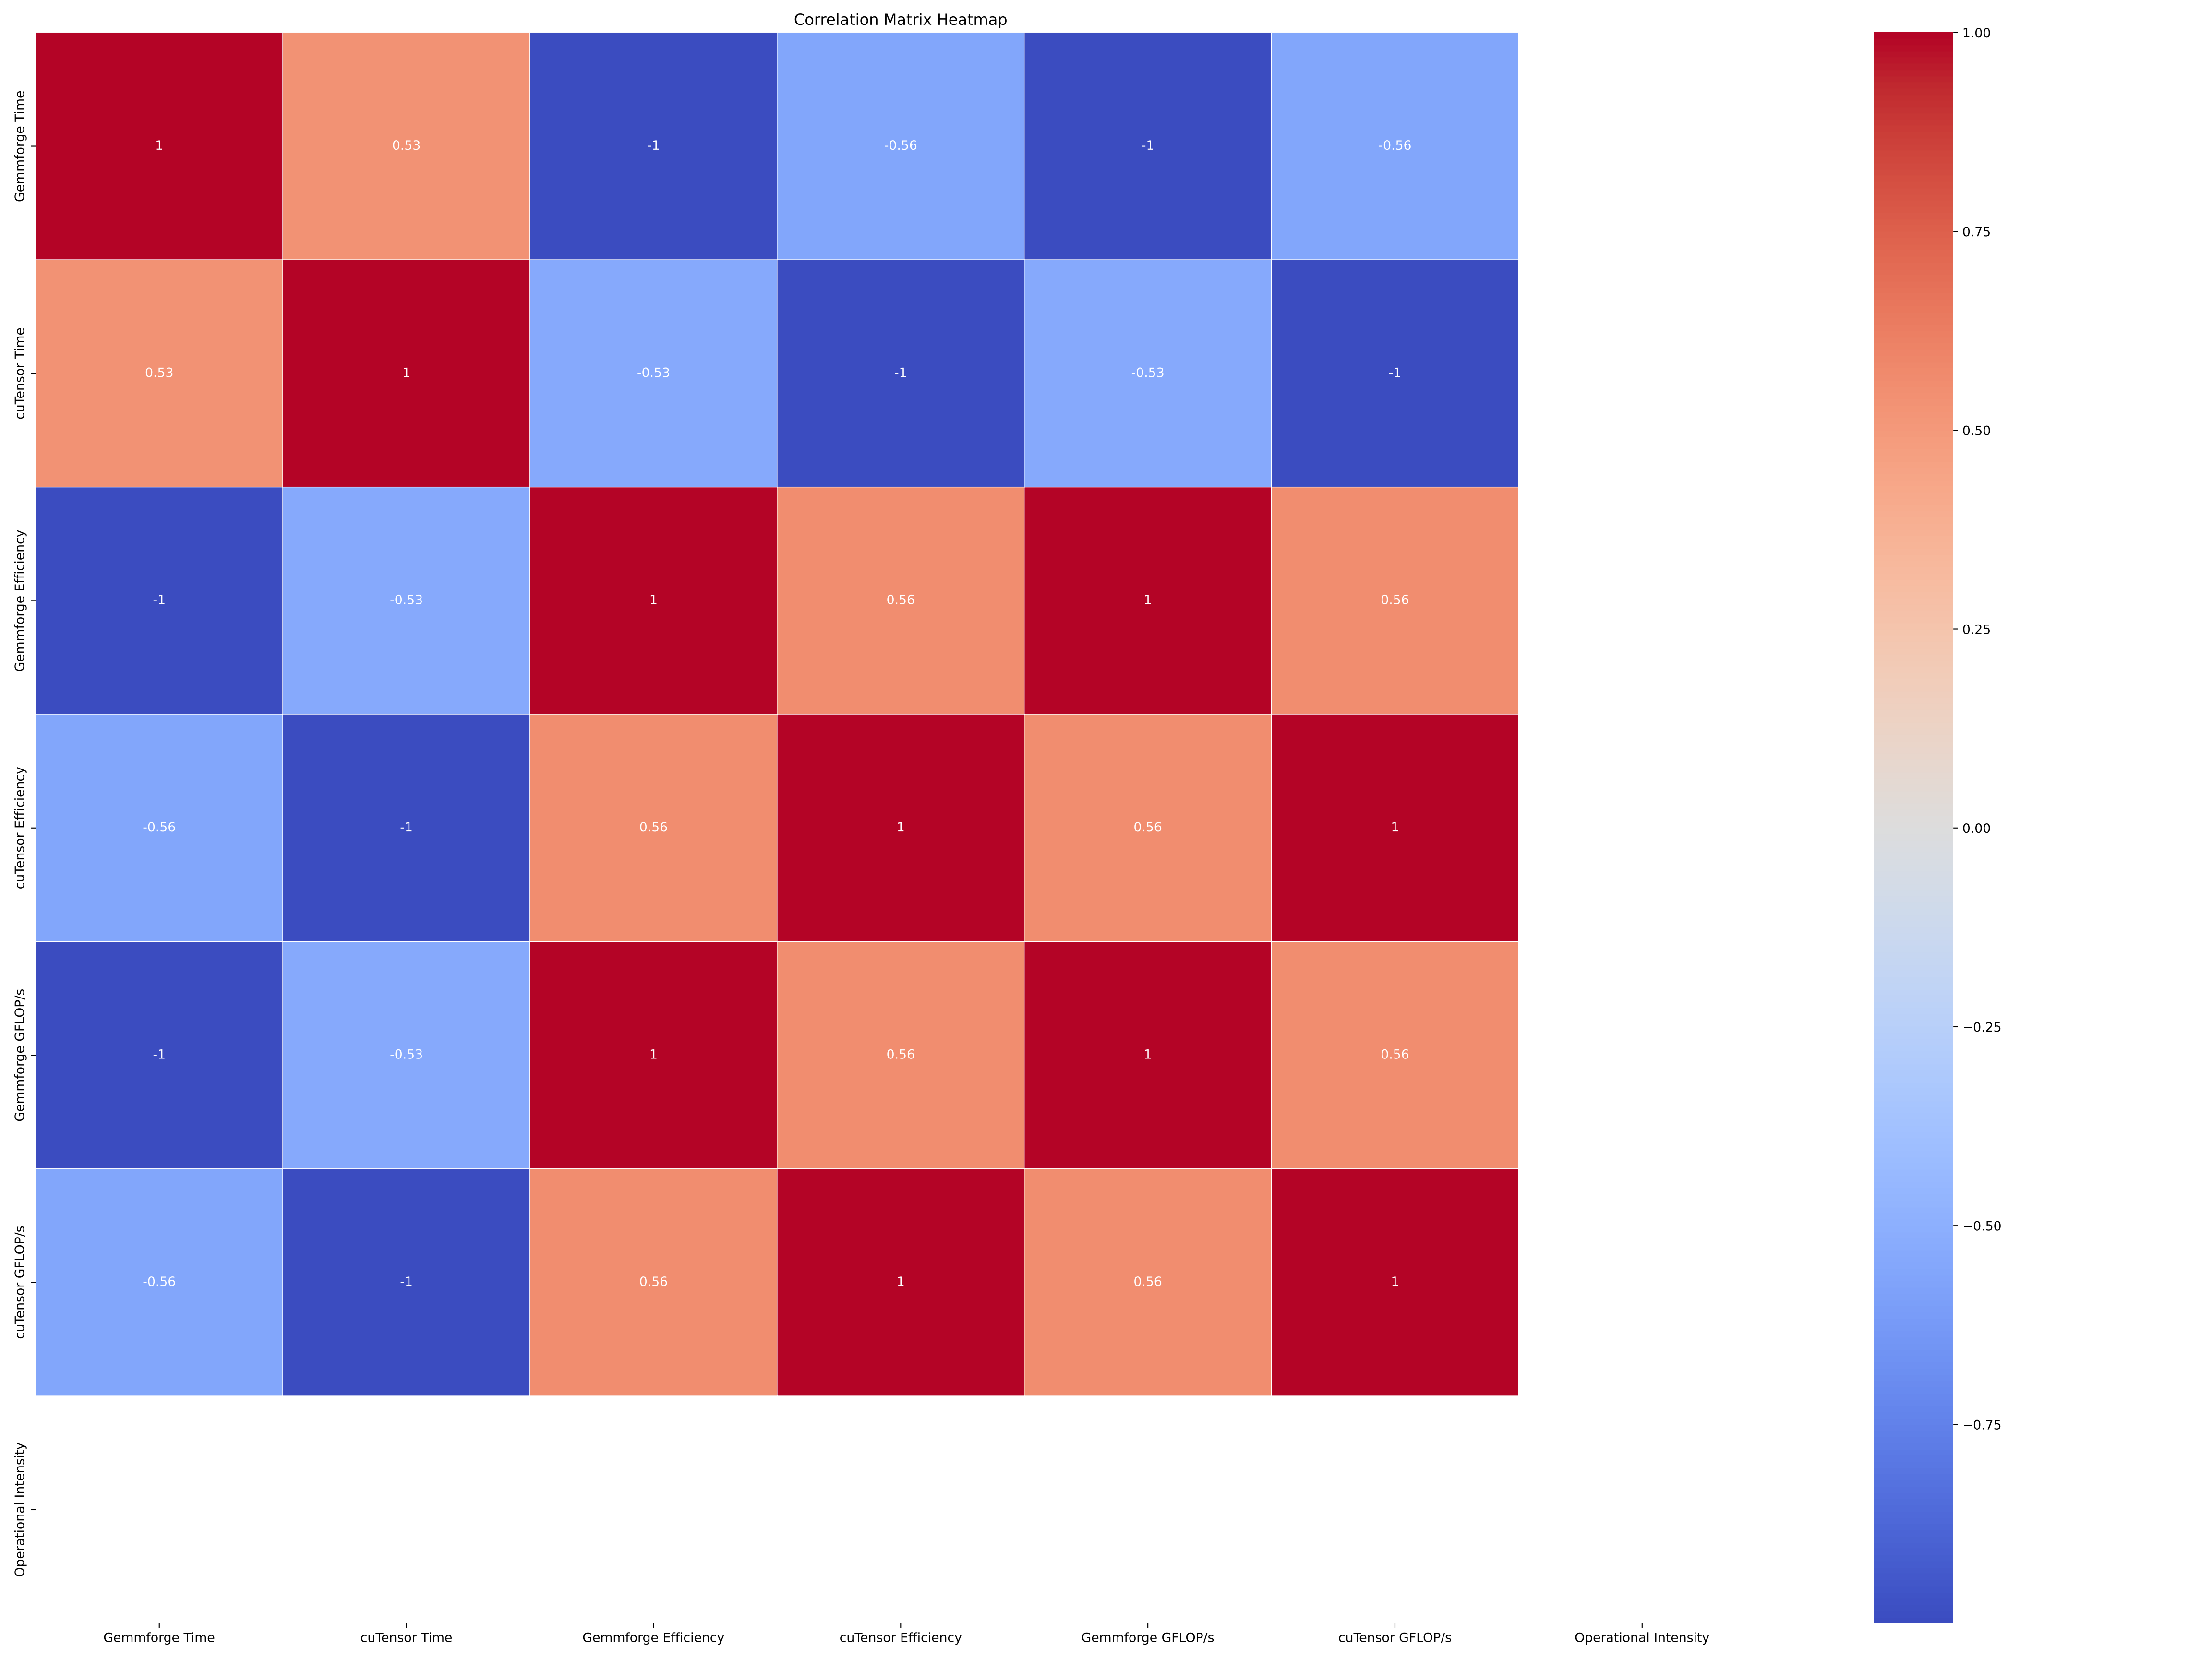 Correlation Matrix Heatmap
Gemmforge Time
1
0.53
-1
-0.56
-1
-0.56
cuTensor Time
0.53
1
-0.53
-1
-0.53
-1
Gemmforge Efficiency
-1
-0.53
1
0.56
1
0.56
cuTensor Efficiency
-0.56
-1
0.56
1
0.56
1
Gemmforge GFLOP/s
-1
-0.53
1
0.56
1
0.56
cuTensor GFLOP/s
-0.56
-1
0.56
1
0.56
1
Operational Intensity
Gemmforge Time
cuTensor Time
Gemmforge Efficiency
cuTensor Efficiency
Gemmforge GFLOP/s
cuTensor GFLOP/s
Operational Intensity
1.00
0.75
0.50
0.25
0.00
−0.25
−0.50
−0.75